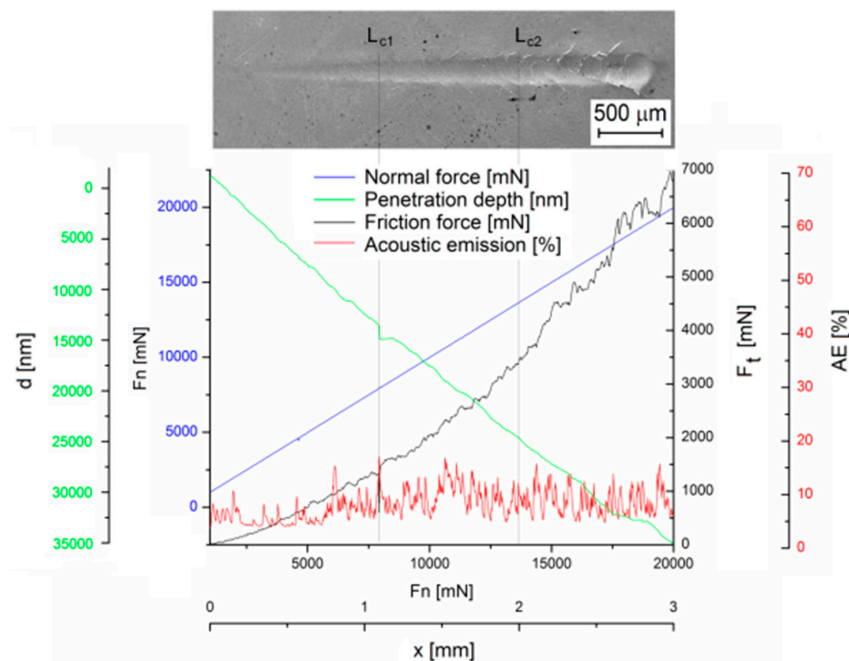 L_c1 L_c2
500 μm
Normal force [mN]
Penetration depth [nm]
Friction force [mN]
Acoustic emission [%]
d [nm]
0
5000
10000
15000
20000
25000
30000
35000
Fn [mN]
20000
15000
10000
5000
0
F_t [mN]
7000
6000
5000
4000
3000
2000
1000
0
AE [%]
70
60
50
40
30
20
10
0
5000 10000 15000 20000
Fn [mN]
0 1 2 3
x [mm]